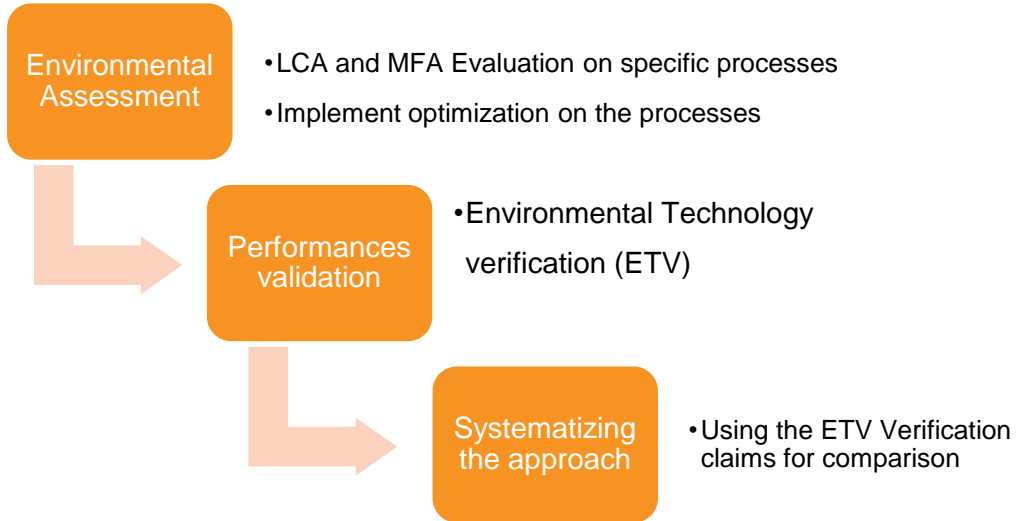 Environmental
Assessment
•LCA and MFA Evaluation on specific processes
•Implement optimization on the processes
Performances
validation
•Environmental Technology
verification (ETV)
Systematizing
the approach
•Using the ETV Verification
claims for comparison